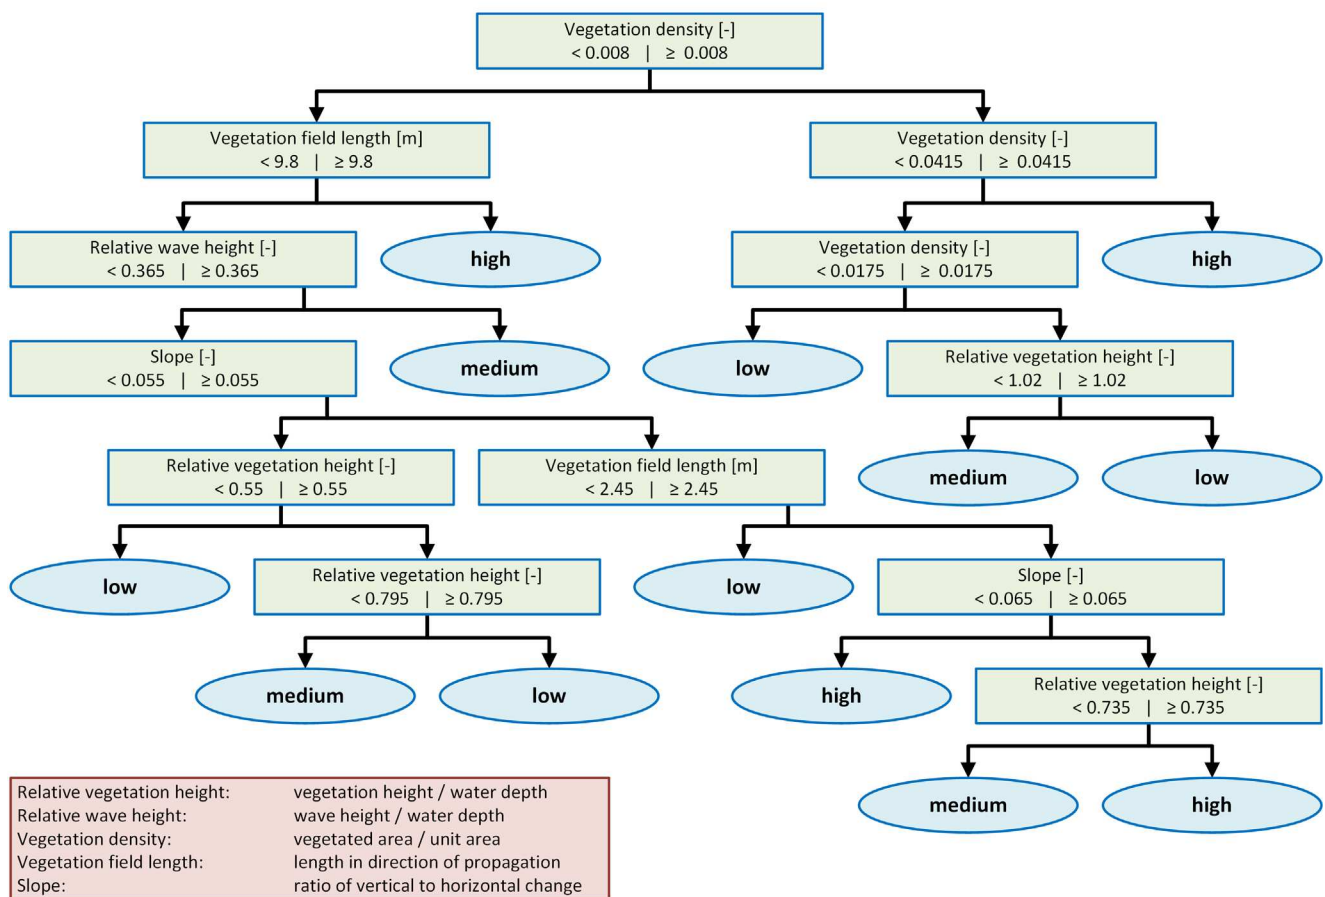 Vegetation density [-]
< 0.008 | ≥ 0.008
Vegetation field length [m]
< 9.8 | ≥ 9.8
Vegetation density [-]
< 0.0415 | ≥ 0.0415
Relative wave height [-]
< 0.365 | ≥ 0.365
high
Vegetation density [-]
< 0.0175 | ≥ 0.0175
high
Slope [-]
< 0.055 | ≥ 0.055
medium
low
Relative vegetation height [-]
< 1.02 | ≥ 1.02
Relative vegetation height [-]
< 0.55 | ≥ 0.55
Vegetation field length [m]
< 2.45 | ≥ 2.45
medium
low
low
Relative vegetation height [-]
< 0.795 | ≥ 0.795
low
Slope [-]
< 0.065 | ≥ 0.065
medium
low
high
Relative vegetation height [-]
< 0.735 | ≥ 0.735
medium
high
Relative vegetation height: vegetation height / water depth
Relative wave height: wave height / water depth
Vegetation density: vegetated area / unit area
Vegetation field length: length in direction of propagation
Slope: ratio of vertical to horizontal change